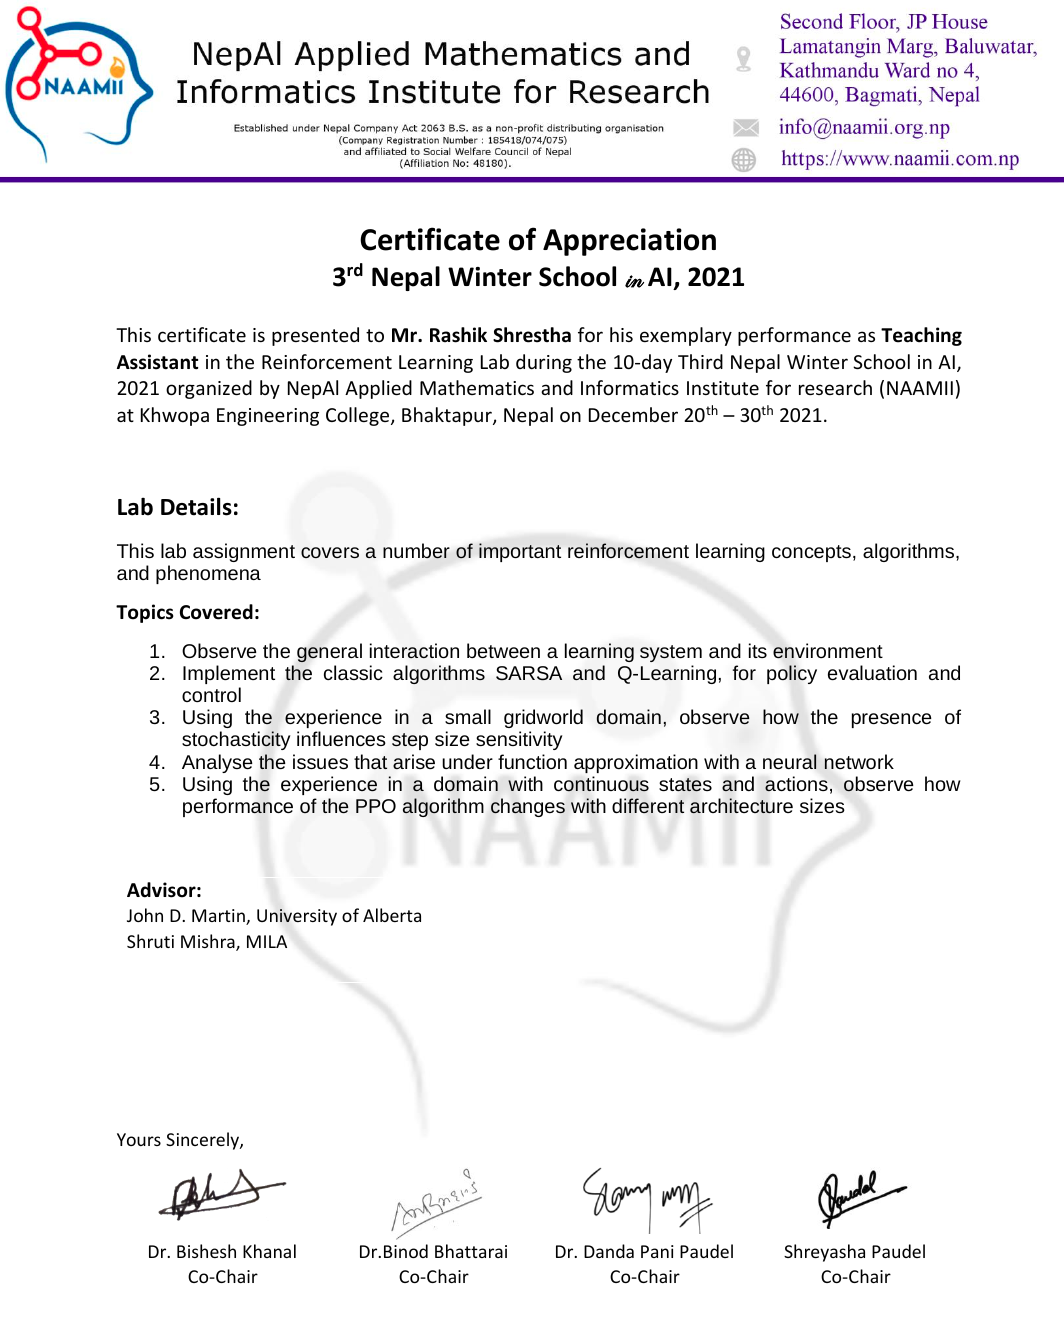 NAAMII
NepAl Applied Mathematics and
Informatics Institute for Research
Established under Nepal Company Act 2063 B.S. as a non-profit distributing organisation
(Company Registration Number : 185418/074/075)
and affiliated to Social Welfare Council of Nepal
(Affiliation No: 48180).
Second Floor, JP House
Lamatangin Marg, Baluwatar,
Kathmandu Ward no 4,
44600, Bagmati, Nepal
info@naamii.org.np
https://www.naamii.com.np
Certificate of Appreciation
3rd Nepal Winter School in AI, 2021
This certificate is presented to Mr. Rashik Shrestha for his exemplary performance as Teaching
Assistant in the Reinforcement Learning Lab during the 10-day Third Nepal Winter School in AI,
2021 organized by NepAl Applied Mathematics and Informatics Institute for research (NAAMII)
at Khwopa Engineering College, Bhaktapur, Nepal on December 20th – 30th 2021.
Lab Details:
This lab assignment covers a number of important reinforcement learning concepts, algorithms,
and phenomena
Topics Covered:
1. Observe the general interaction between a learning system and its environment
2. Implement the classic algorithms SARSA and Q-Learning, for policy evaluation and
control
3. Using the experience in a small gridworld domain, observe how the presence of
stochasticity influences step size sensitivity
4. Analyse the issues that arise under function approximation with a neural network
5. Using the experience in a domain with continuous states and actions, observe how
performance of the PPO algorithm changes with different architecture sizes
NAAMII
Advisor:
John D. Martin, University of Alberta
Shruti Mishra, MILA
Yours Sincerely,
Dr. Bishesh Khanal
Co-Chair
Dr.Binod Bhattarai
Co-Chair
Dr. Danda Pani Paudel
Co-Chair
Shreyasha Paudel
Co-Chair